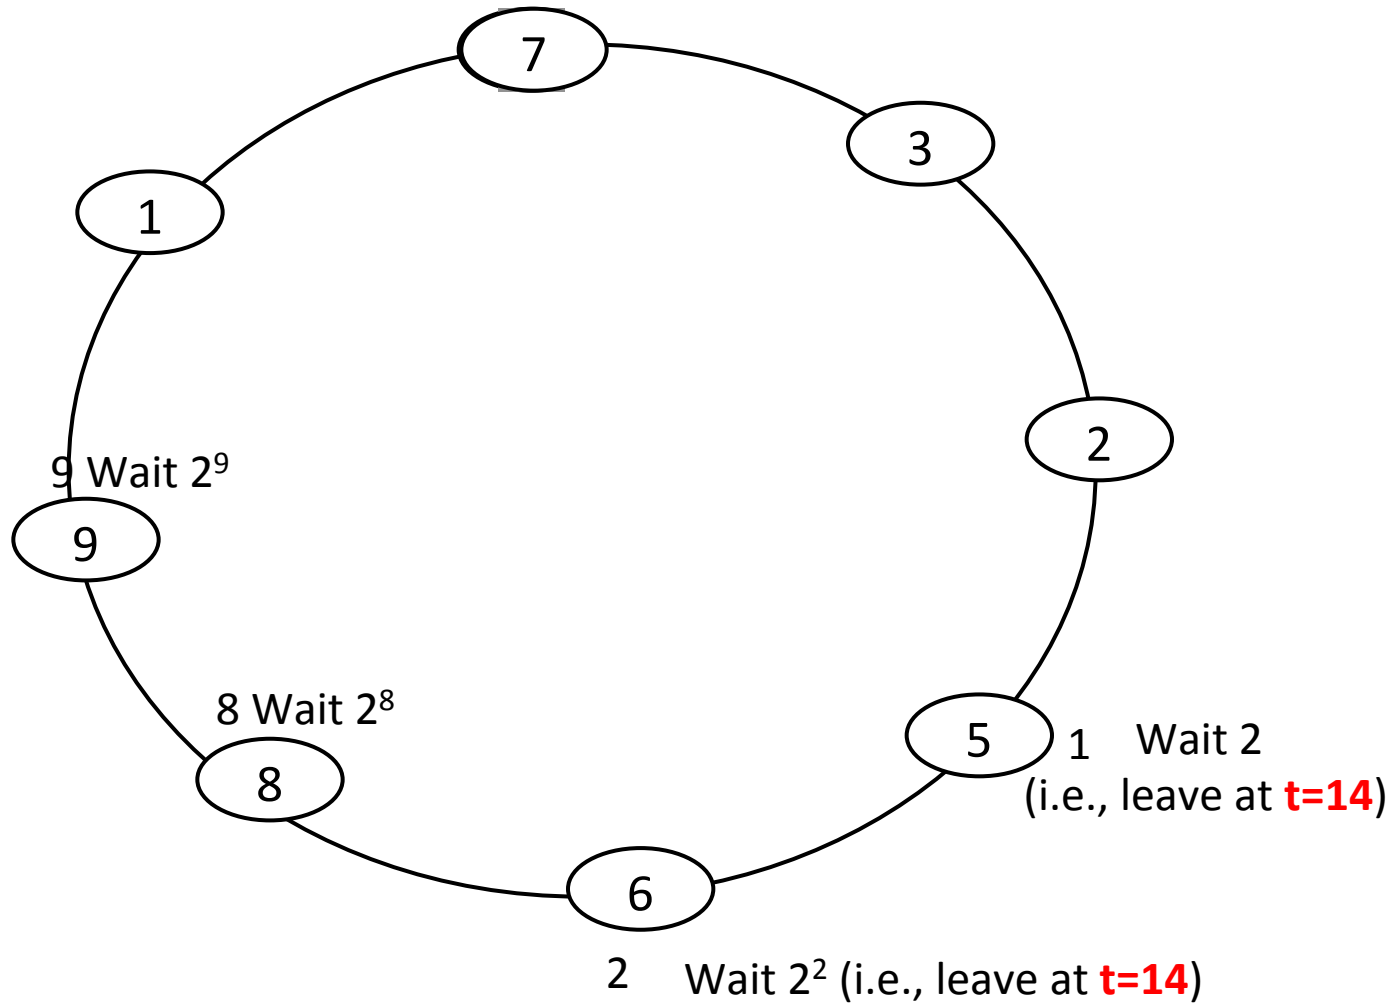 7
3
1
2
9 Wait 2⁹
9
8 Wait 2⁸
5 1 Wait 2
(i.e., leave at t=14)
8
6
2 Wait 2² (i.e., leave at t=14)